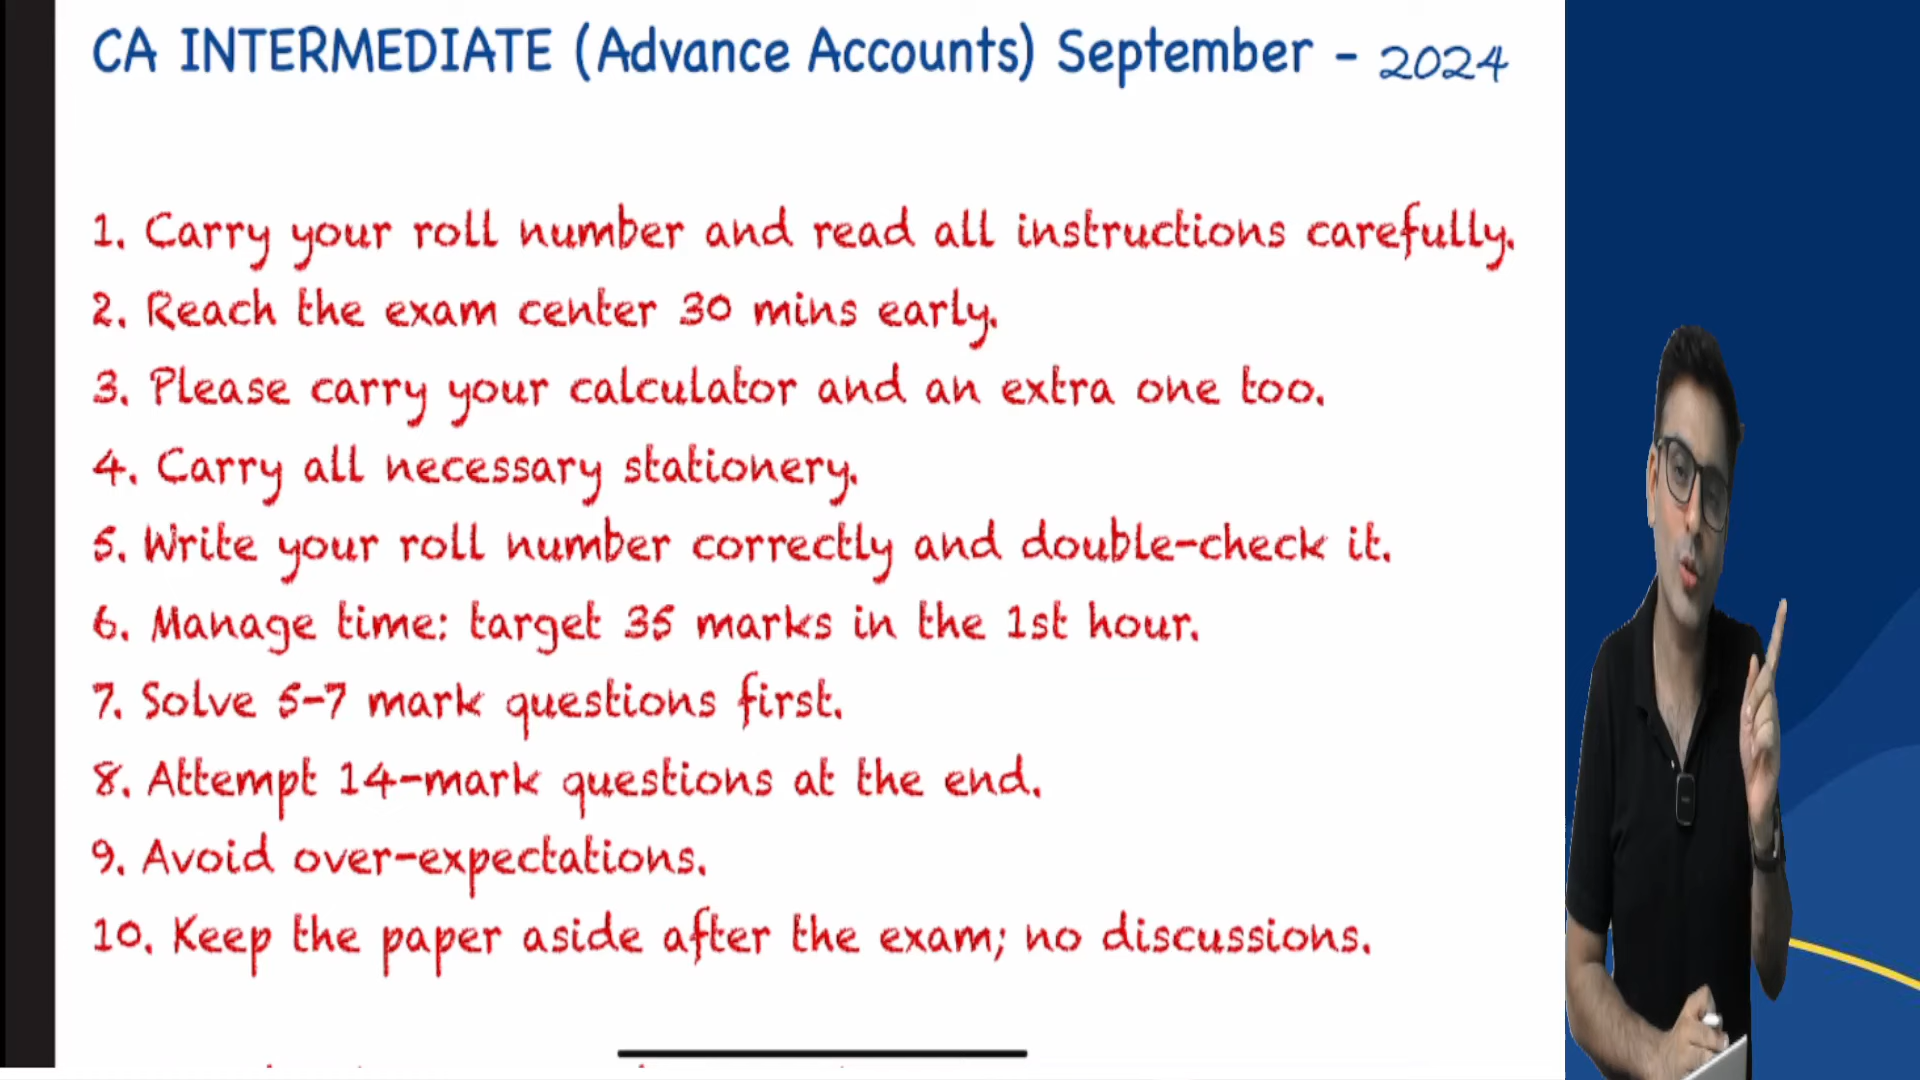 CA INTERMEDIATE (Advance Accounts) September - 2024
1. Carry your roll number and read all instructions carefully.
2. Reach the exam center 30 mins early.
3. Please carry your calculator and an extra one too.
4. Carry all necessary stationery.
5. Write your roll number correctly and double-check it.
6. Manage time: target 35 marks in the 1st hour.
7. Solve 5-7 mark questions first.
8. Attempt 14-mark questions at the end.
9. Avoid over-expectations.
10. Keep the paper aside after the exam; no discussions.